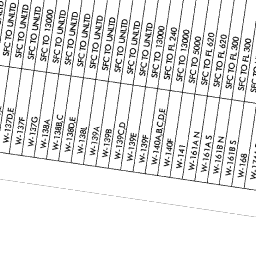 W-137D,E SFC TO UNLTD
W-137F SFC TO UNLTD
W-137G SFC TO UNLTD
W-138A SFC TO 15000
W-138B,C SFC TO UNLTD
W-138D,E SFC TO UNLTD
W-138L SFC TO UNLTD
W-139A SFC TO UNLTD
W-139B SFC TO UNLTD
W-139C,D SFC TO UNLTD
W-139E SFC TO UNLTD
W-139F SFC TO UNLTD
W-140A,B,C,D,E SFC TO 13000
W-140F SFC TO FL 240
W-141 SFC TO 13000
W-161A N SFC TO 5000
W-161A S SFC TO FL 620
W-161B N SFC TO FL 620
W-161B S SFC TO FL 300
W-168 SFC TO FL 300